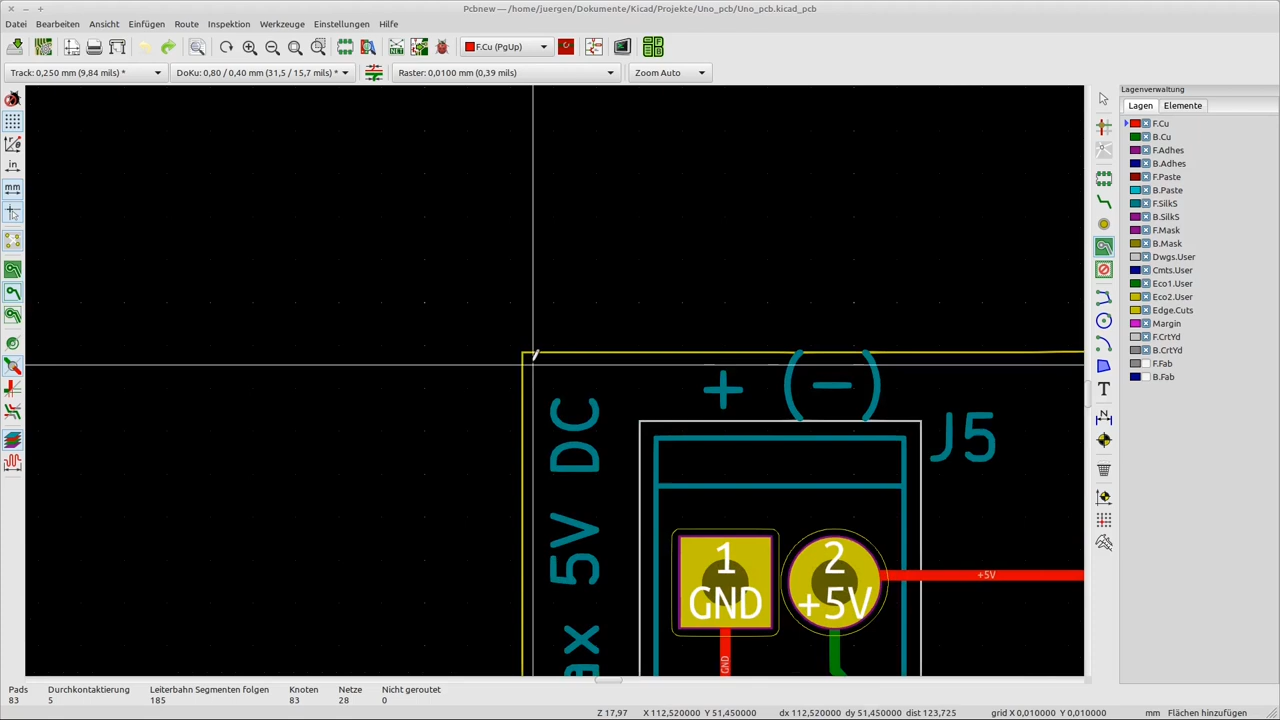 Pcbnew — /home/juergen/Dokumente/Kicad/Projekte/Uno_pcb/Uno_pcb.kicad_pcb
Datei Bearbeiten Ansicht Einfügen Route Inspektion Werkzeuge Einstellungen Hilfe
NET
F.Cu (PgUp)
Track: 0,250 mm (9,84 mils) *
DoKu: 0,80 / 0,40 mm (31,5 / 15,7 mils) *
Raster: 0,0100 mm (0,39 mils)
Zoom Auto
in
mm
Lagenverwaltung
Lagen Elemente
F.Cu
B.Cu
F.Adhes
B.Adhes
F.Paste
B.Paste
F.SilkS
B.SilkS
F.Mask
B.Mask
Dwgs.User
Cmts.User
Eco1.User
Eco2.User
Edge.Cuts
Margin
F.CrtYd
B.CrtYd
F.Fab
B.Fab
T
N
+ (−)
J5
ax 5V DC
1
GND
2
+5V
+5V
GND
Pads Durchkontaktierung Leiterbahn Segmenten folgen Knoten Netze Nicht geroutet
83 5 185 83 28 0
Z 17,97 X 112,520000 Y 51,450000 dx 112,520000 dy 51,450000 dist 123,725 grid X 0,010000 Y 0,010000 mm Flächen hinzufügen